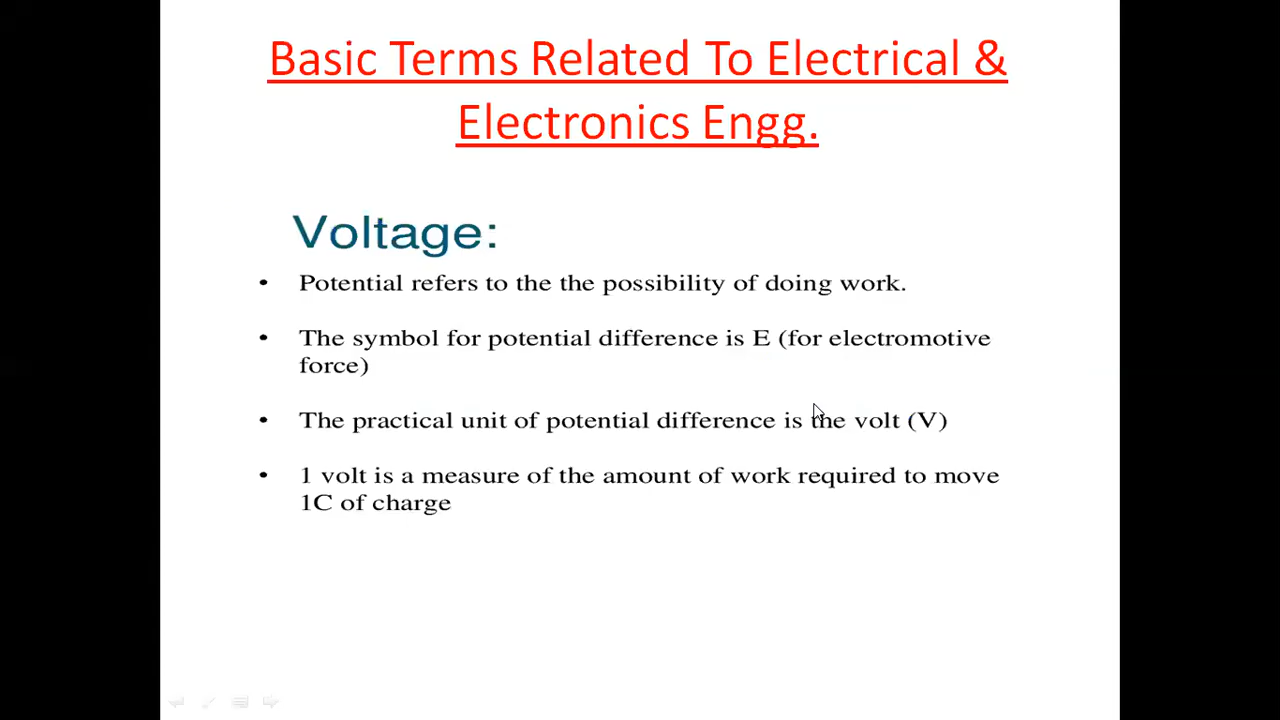 Basic Terms Related To Electrical &
Electronics Engg.
Voltage:
• Potential refers to the the possibility of doing work.
• The symbol for potential difference is E (for electromotive
force)
• The practical unit of potential difference is the volt (V)
• 1 volt is a measure of the amount of work required to move
1C of charge